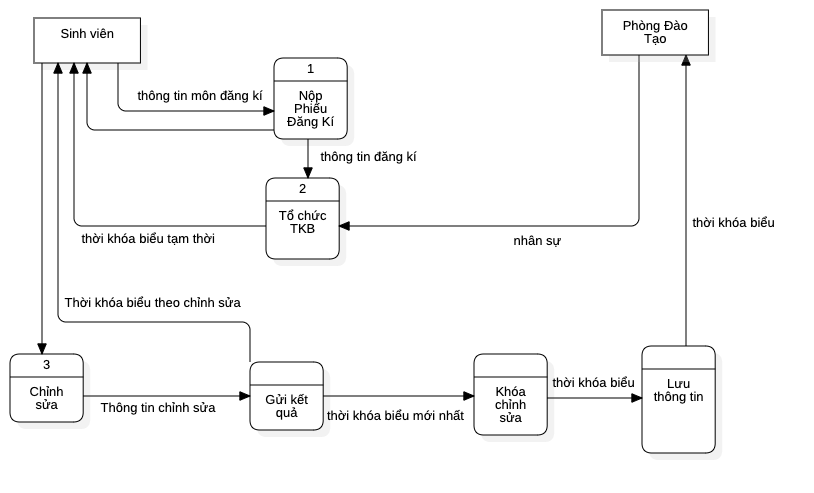 Sinh viên
Phòng Đào
Tạo
1
Nộp
Phiếu
Đăng Kí
thông tin môn đăng kí
thông tin đăng kí
2
Tổ chức
TKB
thời khóa biểu tạm thời
nhân sự
thời khóa biểu
Thời khóa biểu theo chỉnh sửa
3
Chỉnh
sửa
Thông tin chỉnh sửa
Gửi kết
quả
thời khóa biểu mới nhất
Khóa
chỉnh
sửa
thời khóa biểu
Lưu
thông tin